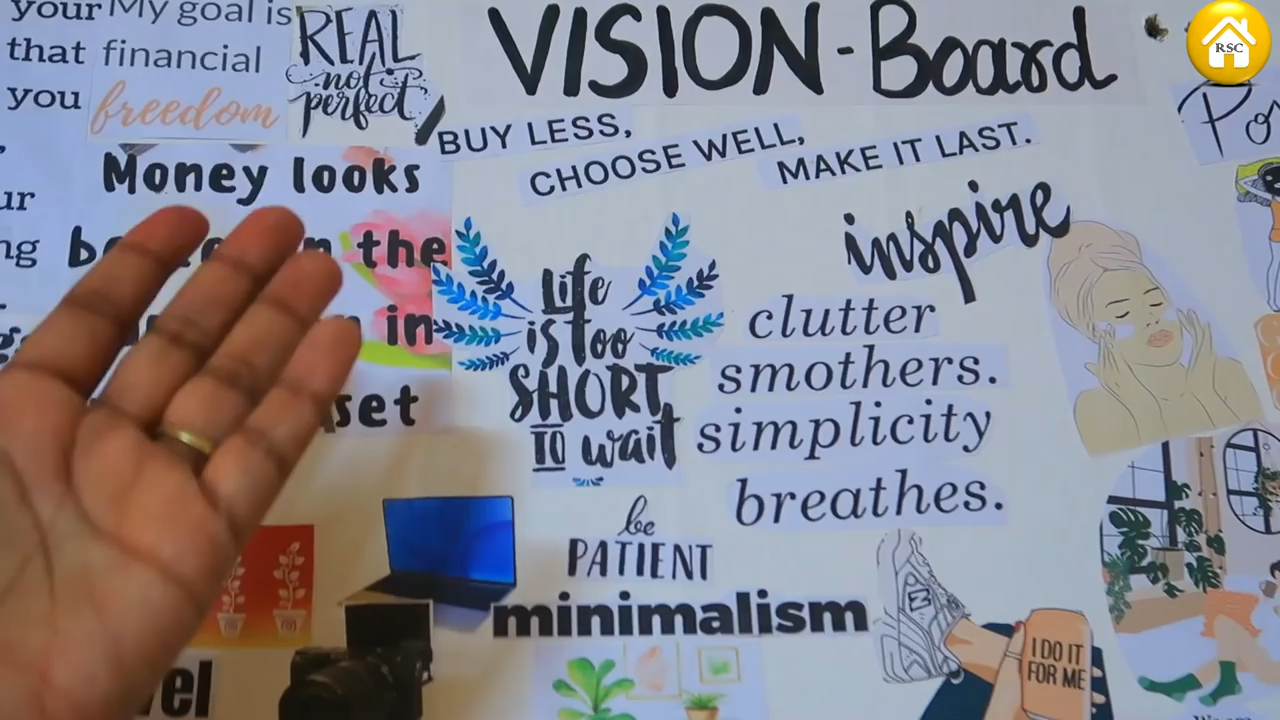 your My goal is
that financial
you freedom
REAL
not
perfect
VISION-Board
RSC
BUY LESS,
CHOOSE WELL,
MAKE IT LAST.
Money looks
the
in
set
Life
is too
SHORT
TO wait
inspire
clutter
smothers.
simplicity
breathes.
be
PATIENT
minimalism
I DO IT
FOR ME